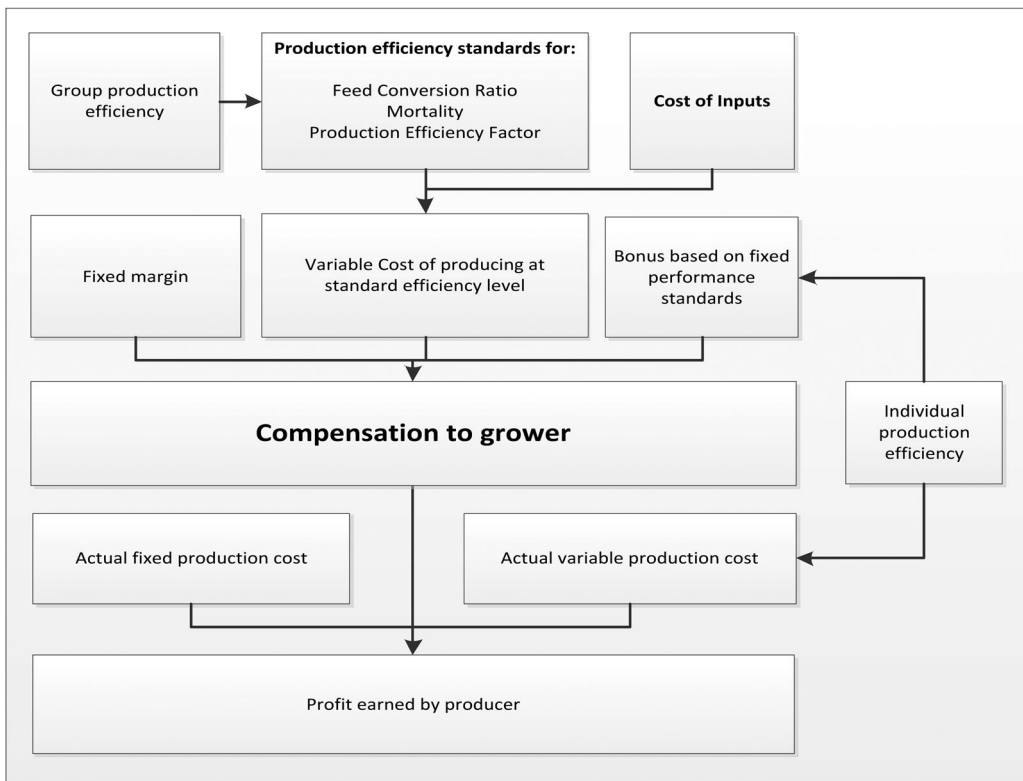 Group production
efficiency
Production efficiency standards for:
Feed Conversion Ratio
Mortality
Production Efficiency Factor
Cost of Inputs
Fixed margin
Variable Cost of producing at
standard efficiency level
Bonus based on fixed
performance
standards
Compensation to grower
Individual
production
efficiency
Actual fixed production cost
Actual variable production cost
Profit earned by producer